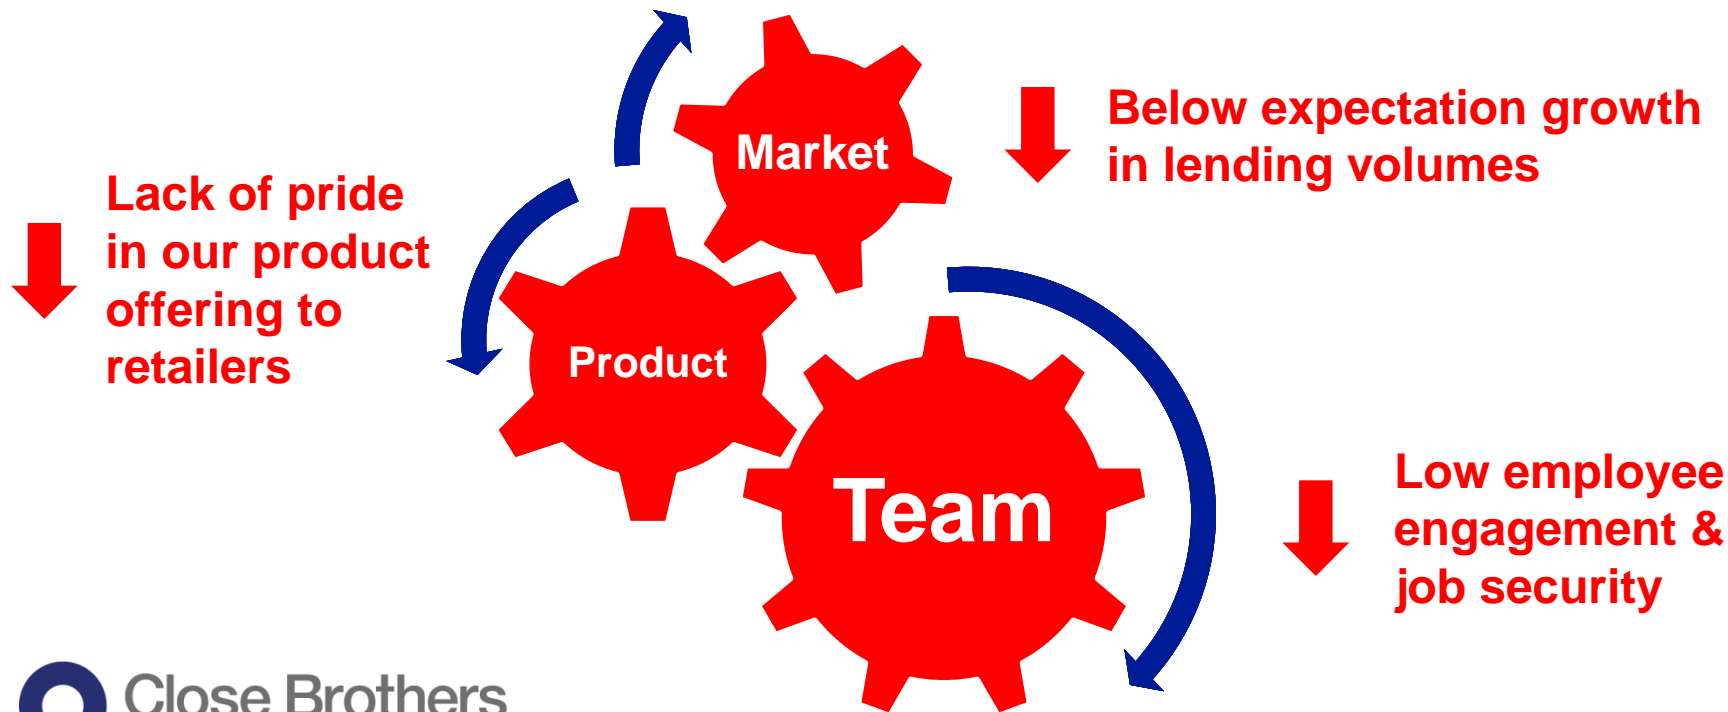 Market
Below expectation growth
in lending volumes
Lack of pride
in our product
offering to
retailers
Product
Team
Low employee
engagement &
job security
Close Brothers